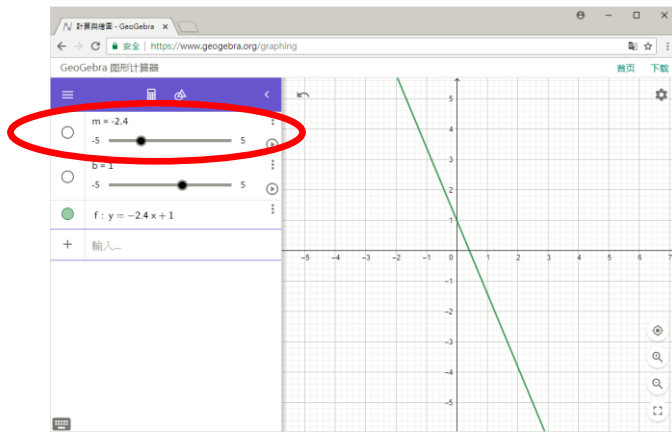 計算與繪圖 - GeoGebra
安全 | https://www.geogebra.org/graphing
GeoGebra 图形计算器
首页 下载
m = -2.4
-5 5
b = 1
-5 5
f : y = −2.4 x + 1
輸入...
5
4
3
2
1
-5 -4 -3 -2 -1 0 1 2 3 4 5 6 7
-1
-2
-3
-4
-5